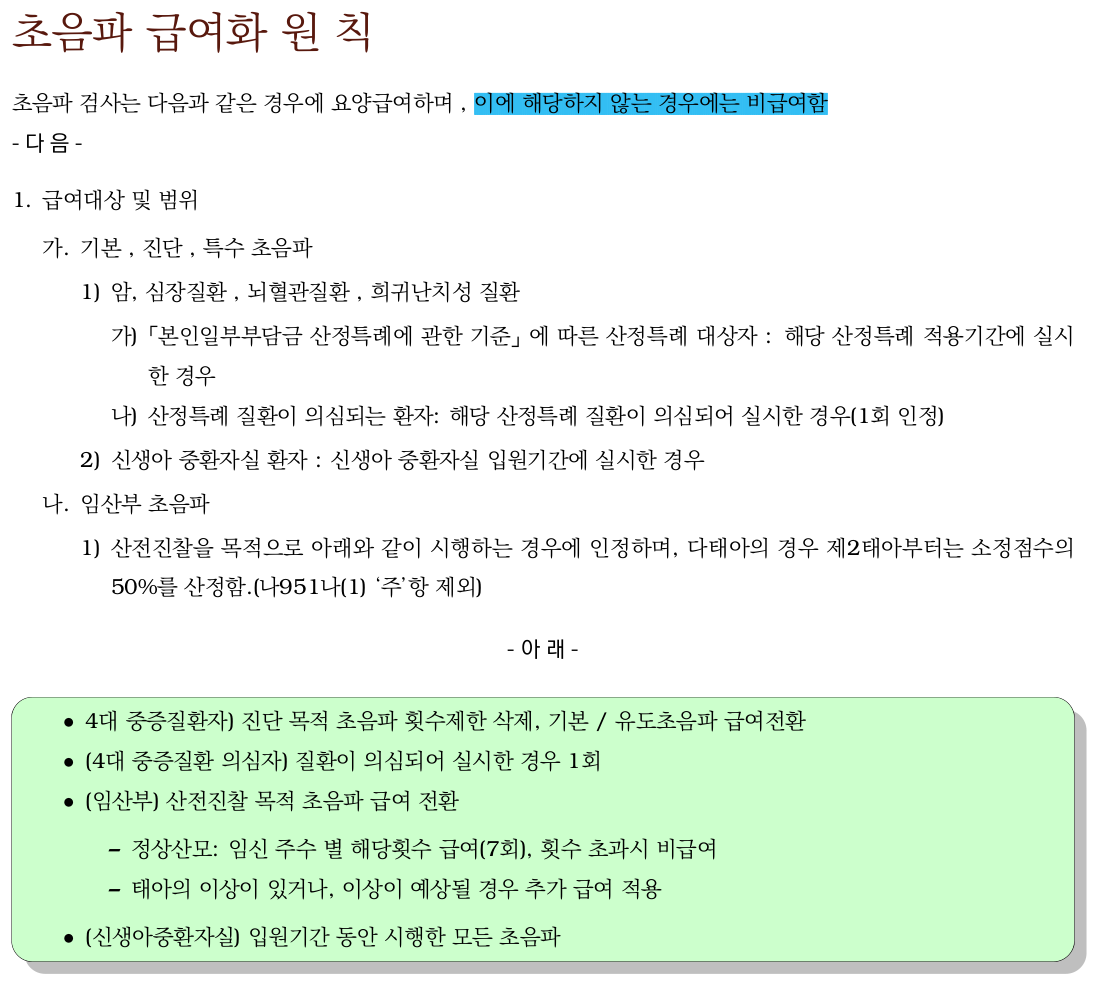 초음파 급여화 원 칙
초음파 검사는 다음과 같은 경우에 요양급여하며 , 이에 해당하지 않는 경우에는 비급여함
- 다 음 -
1. 급여대상 및 범위
가. 기본 , 진단 , 특수 초음파
1) 암, 심장질환 , 뇌혈관질환 , 희귀난치성 질환
가) 「본인일부부담금 산정특례에 관한 기준」 에 따른 산정특례 대상자 : 해당 산정특례 적용기간에 실시
한 경우
나) 산정특례 질환이 의심되는 환자: 해당 산정특례 질환이 의심되어 실시한 경우(1회 인정)
2) 신생아 중환자실 환자 : 신생아 중환자실 입원기간에 실시한 경우
나. 임산부 초음파
1) 산전진찰을 목적으로 아래와 같이 시행하는 경우에 인정하며, 다태아의 경우 제2태아부터는 소정점수의
50%를 산정함.(나951나(1) ‘주’항 제외)
- 아 래 -
• 4대 중증질환자) 진단 목적 초음파 횟수제한 삭제, 기본 / 유도초음파 급여전환
• (4대 중증질환 의심자) 질환이 의심되어 실시한 경우 1회
• (임산부) 산전진찰 목적 초음파 급여 전환
– 정상산모: 임신 주수 별 해당횟수 급여(7회), 횟수 초과시 비급여
– 태아의 이상이 있거나, 이상이 예상될 경우 추가 급여 적용
• (신생아중환자실) 입원기간 동안 시행한 모든 초음파